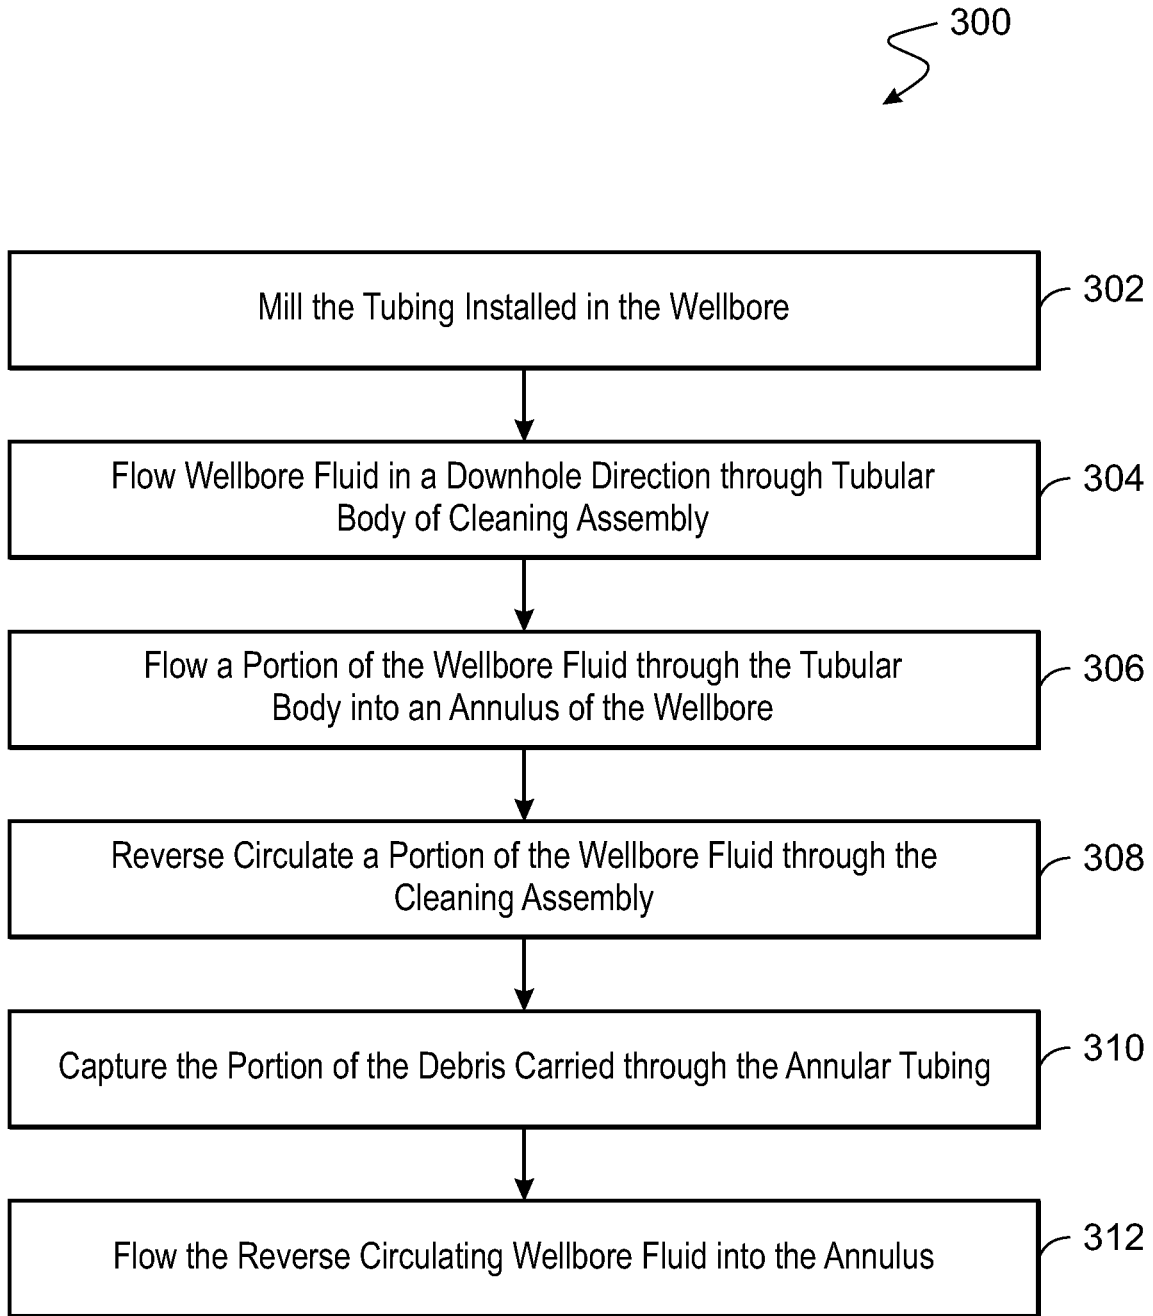 300
Mill the Tubing Installed in the Wellbore
302
Flow Wellbore Fluid in a Downhole Direction through Tubular
Body of Cleaning Assembly
304
Flow a Portion of the Wellbore Fluid through the Tubular
Body into an Annulus of the Wellbore
306
Reverse Circulate a Portion of the Wellbore Fluid through the
Cleaning Assembly
308
Capture the Portion of the Debris Carried through the Annular Tubing
310
Flow the Reverse Circulating Wellbore Fluid into the Annulus
312